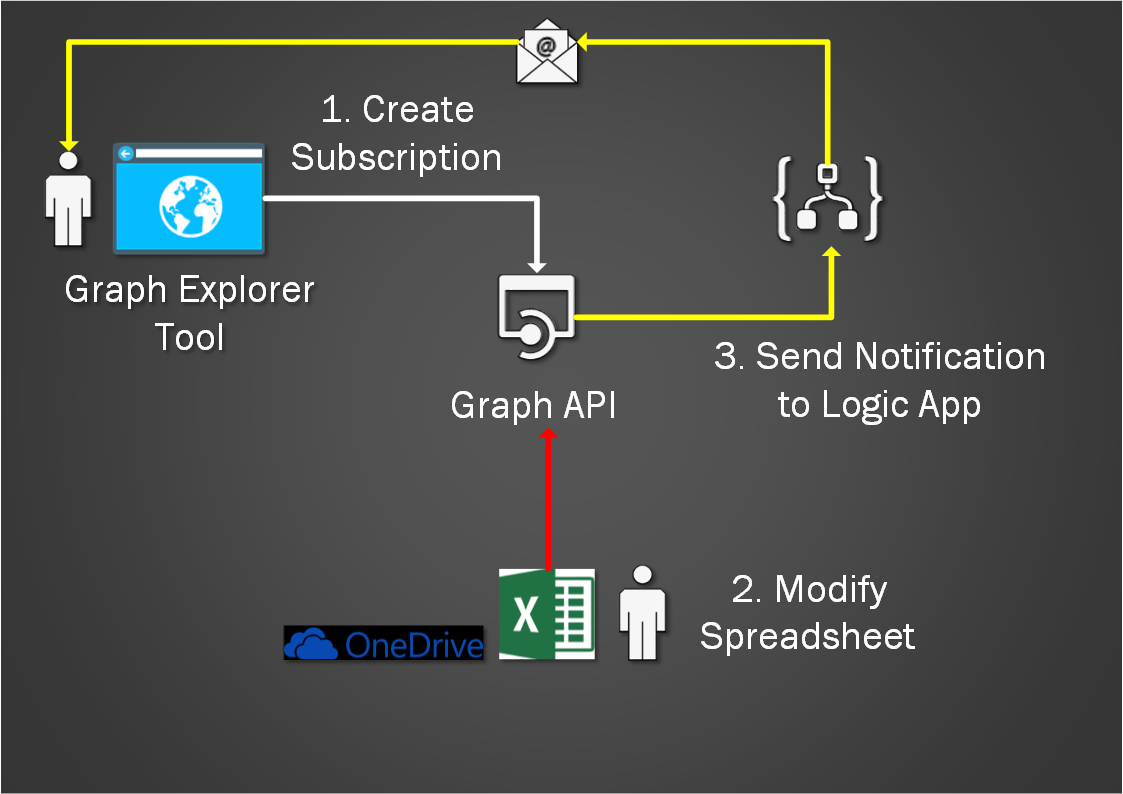 1. Create
Subscription
Graph Explorer
Tool
Graph API
3. Send Notification
to Logic App
2. Modify
Spreadsheet
OneDrive
X
@